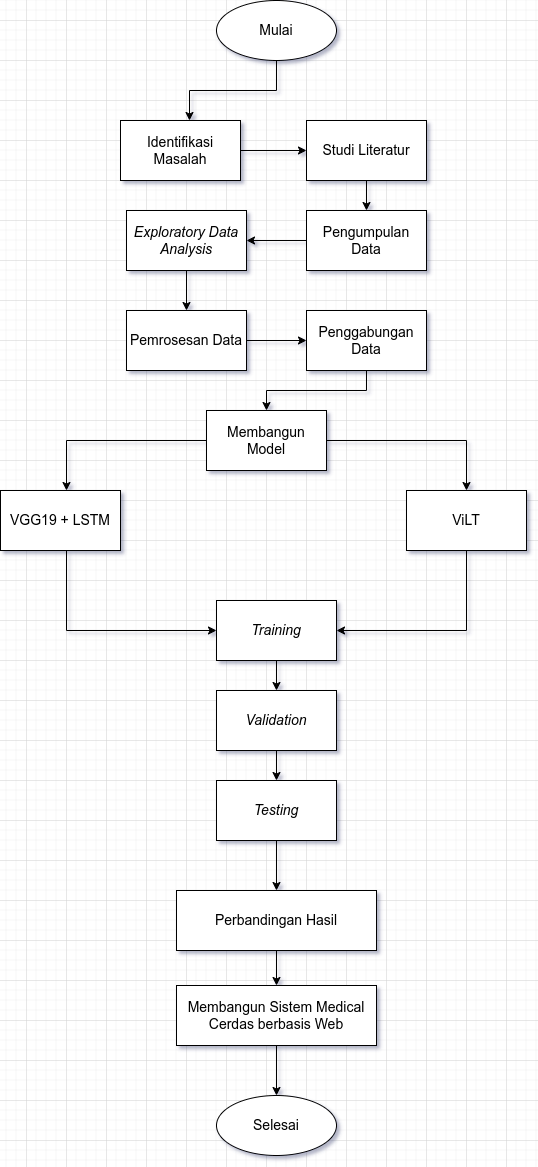 Mulai
Identifikasi
Masalah
Studi Literatur
Pengumpulan
Data
Exploratory Data
Analysis
Pemrosesan Data
Penggabungan
Data
Membangun
Model
VGG19 + LSTM
ViLT
Training
Validation
Testing
Perbandingan Hasil
Membangun Sistem Medical
Cerdas berbasis Web
Selesai